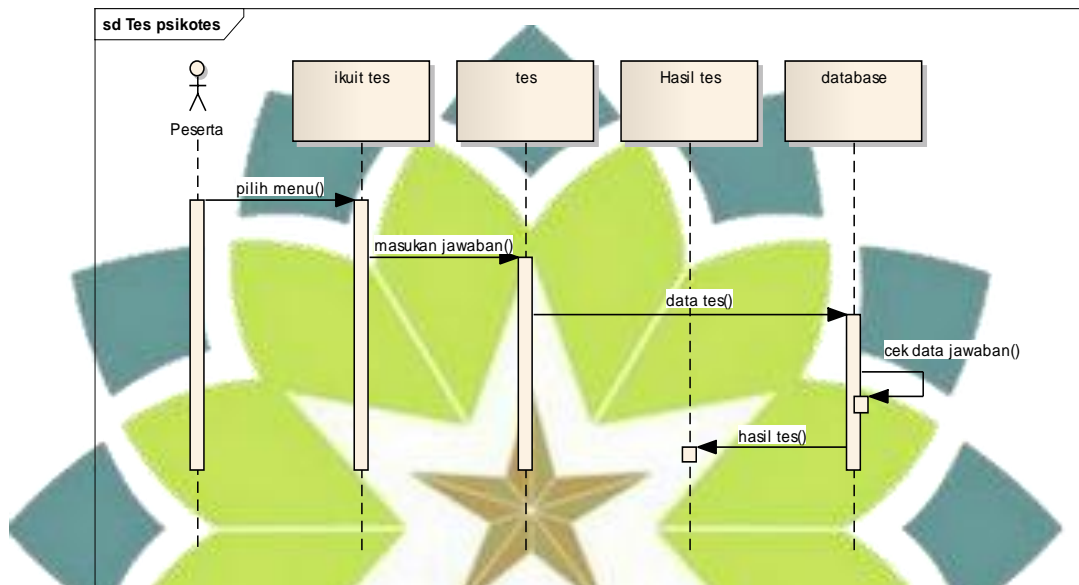 sd Tes psikotes
Peserta
ikuit tes
tes
Hasil tes
database
pilih menu()
masukan jawaban()
data tes()
cek data jawaban()
hasil tes()